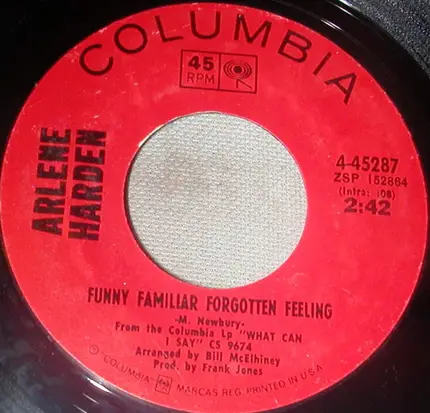 COLUMBIA
45
RPM
ARLENE
HARDEN
4-45287
ZSP 152864
(Intro: :08)
2:42
FUNNY FAMILIAR FORGOTTEN FEELING
-M. Newbury-
From the Columbia Lp "WHAT CAN
I SAY" CS 9674
Arranged by Bill McElhiney
Prod. by Frank Jones
"COLUMBIA", MARCAS REG. PRINTED IN U.S.A.